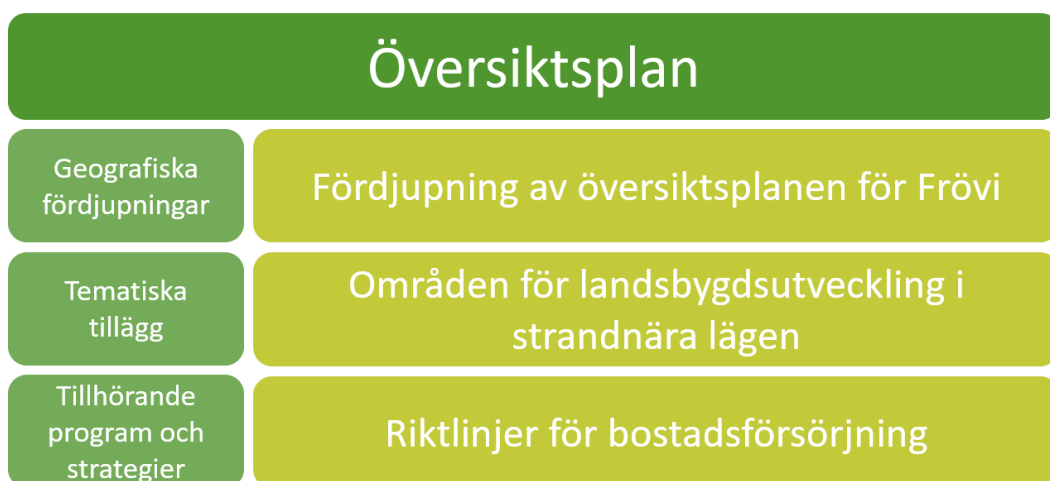 Översiktsplan
Geografiska
fördjupningar
Fördjupning av översiktsplanen för Frövi
Tematiska
tillägg
Områden för landsbygdsutveckling i
strandnära lägen
Tillhörande
program och
strategier
Riktlinjer för bostadsförsörjning